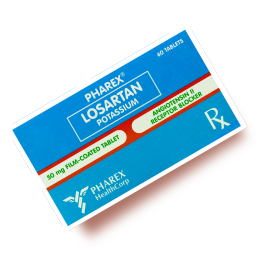 60 TABLETS
PHAREX®
LOSARTAN
POTASSIUM
50 mg FILM-COATED TABLET
ANGIOTENSIN II
RECEPTOR BLOCKER
Rx
PHAREX
HealthCorp